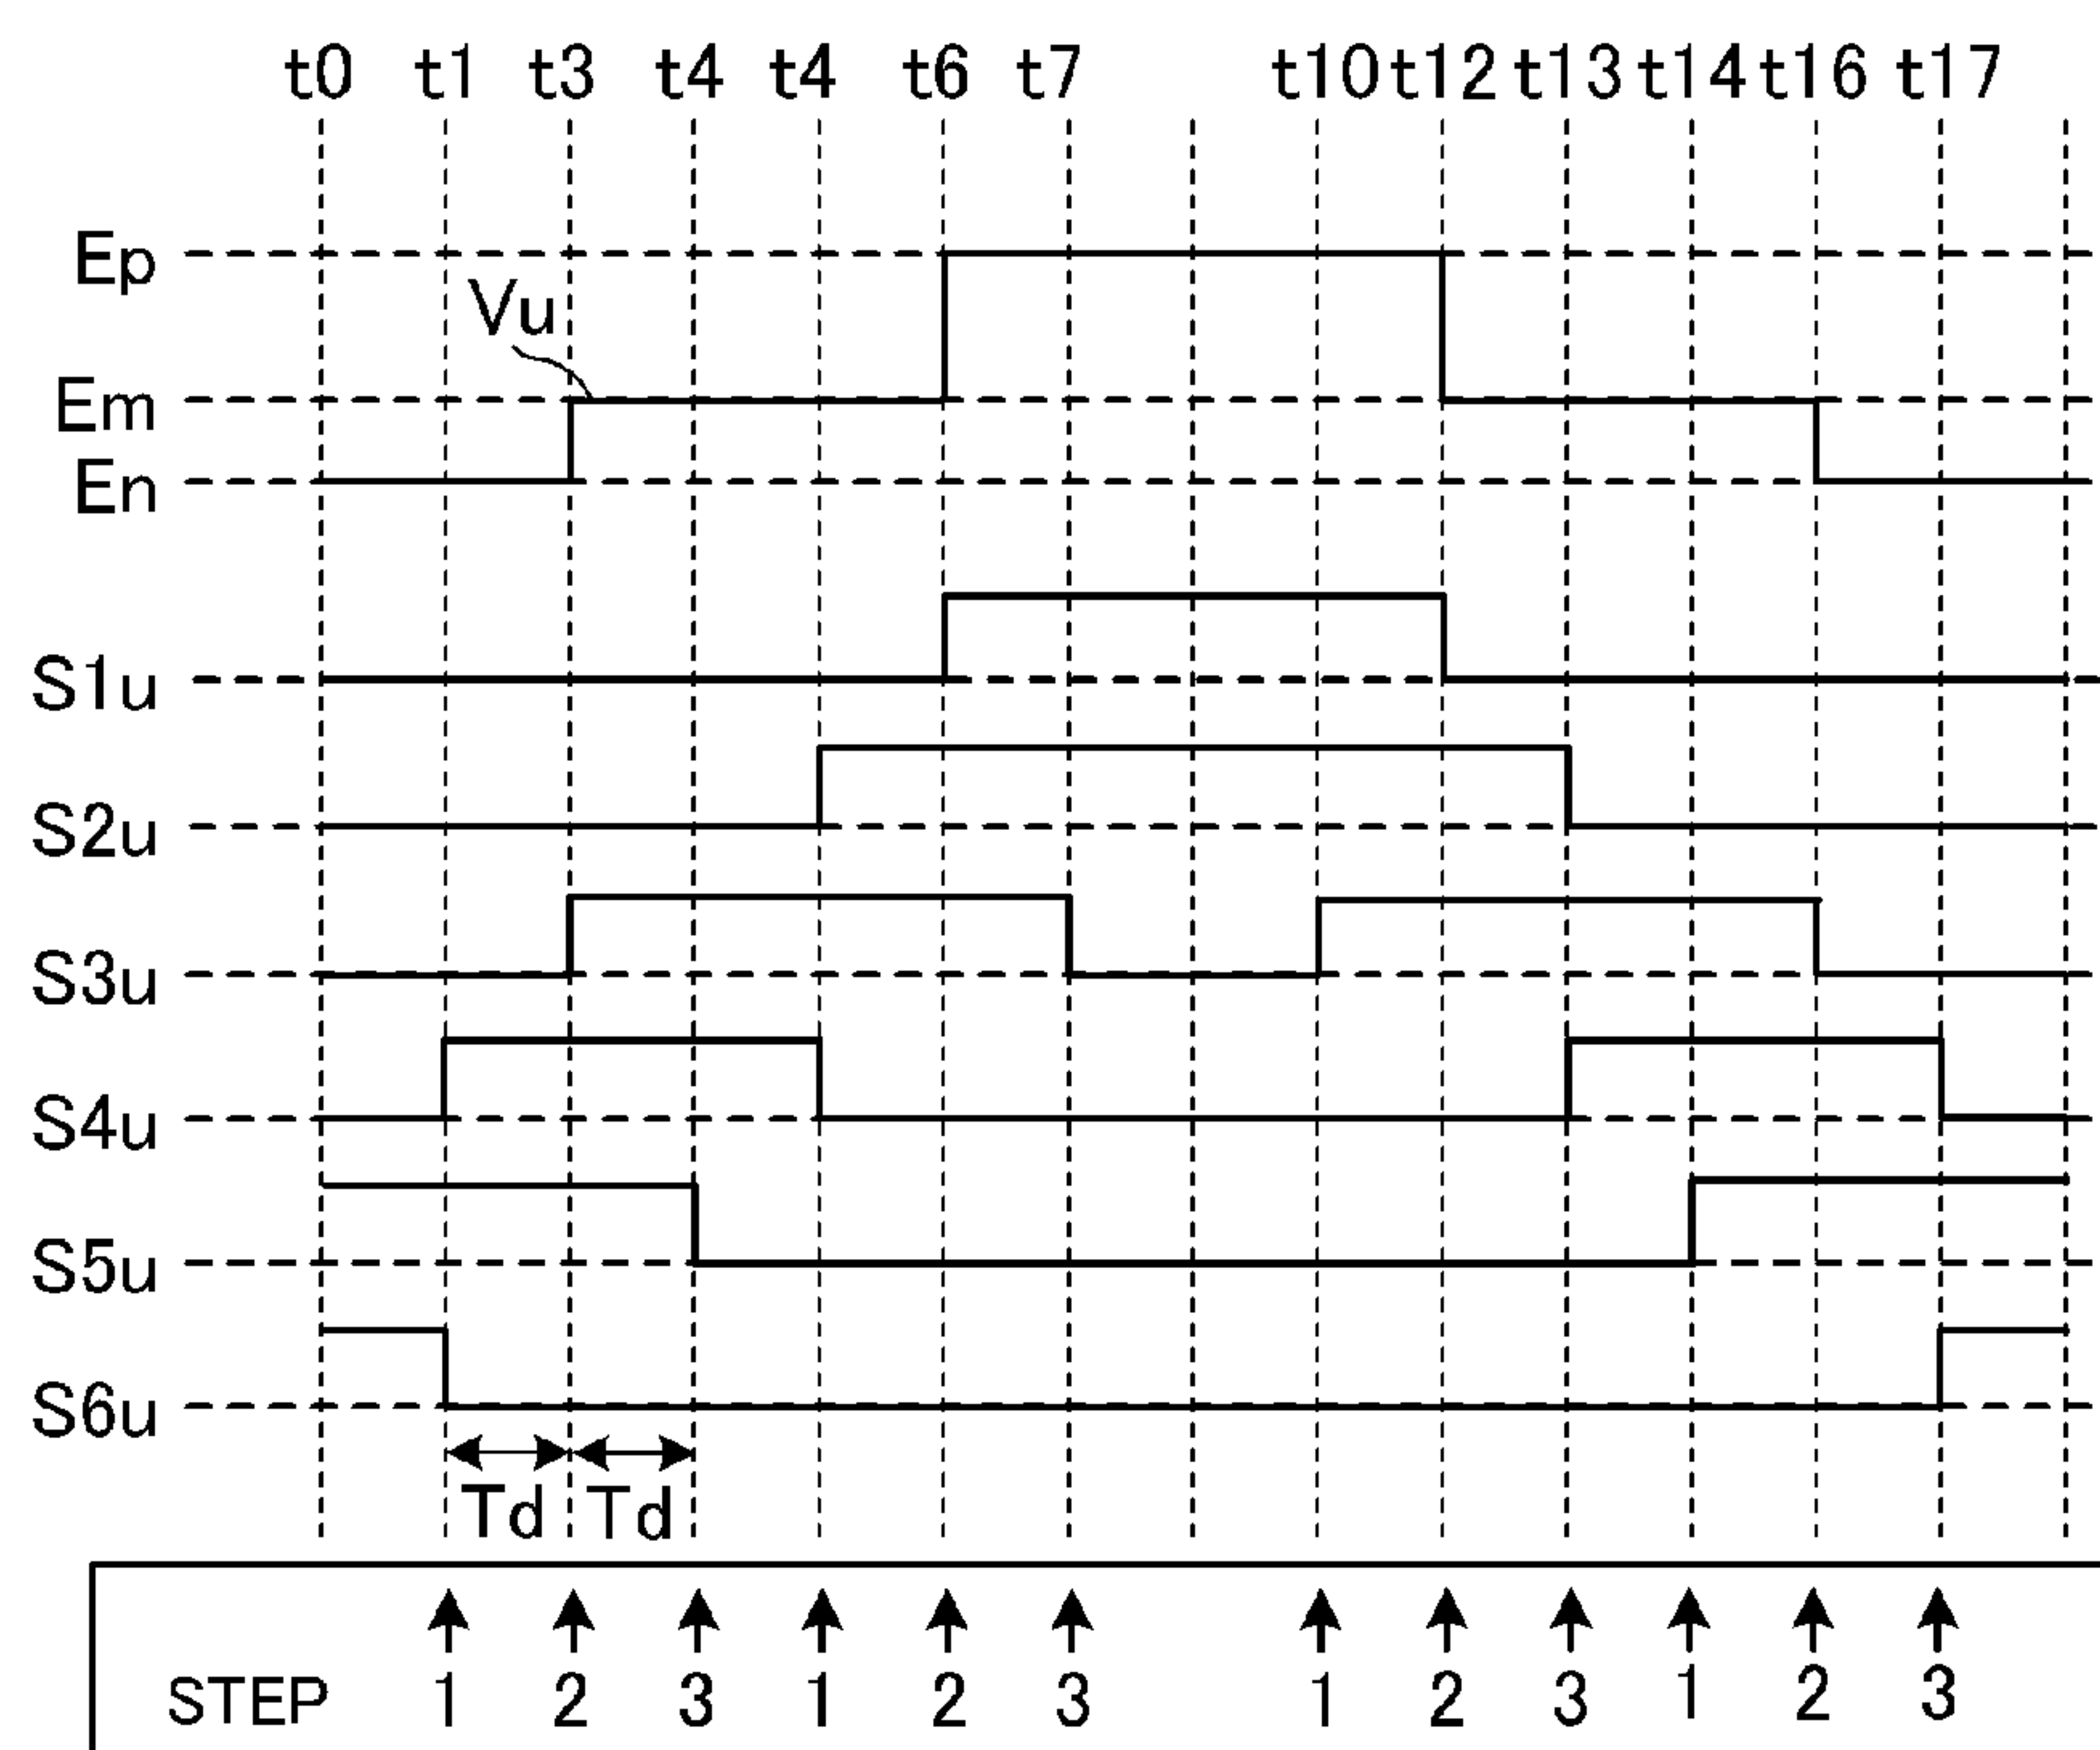 t0 t1 t3 t4 t4 t6 t7 t10 t12 t13 t14 t16 t17
Ep
Vu
Em
En
S1u
S2u
S3u
S4u
S5u
S6u
Td Td
STEP 1 2 3 1 2 3 1 2 3 1 2 3